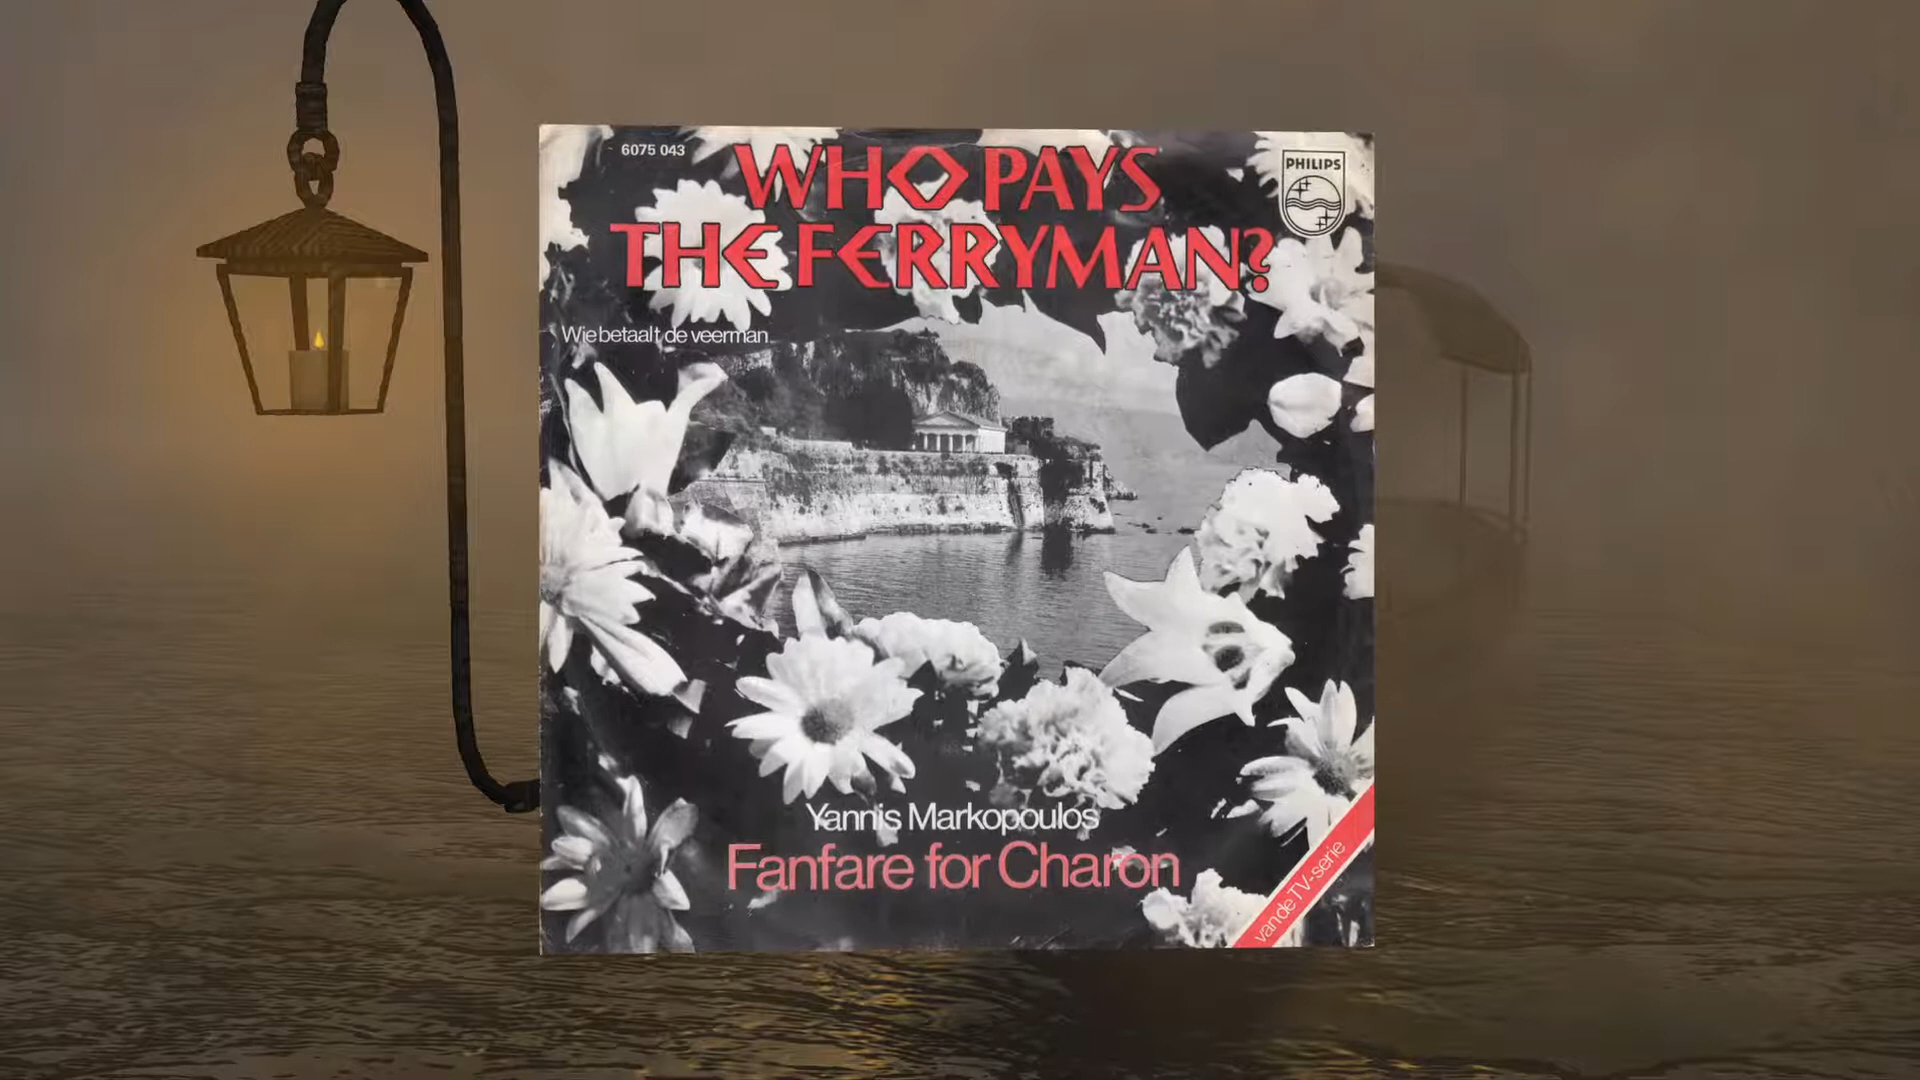 6075 043
WHO PAYS
THE FERRYMAN?
PHILIPS
Wie betaalt de veerman
Yannis Markopoulos
Fanfare for Charon
van de TV-serie